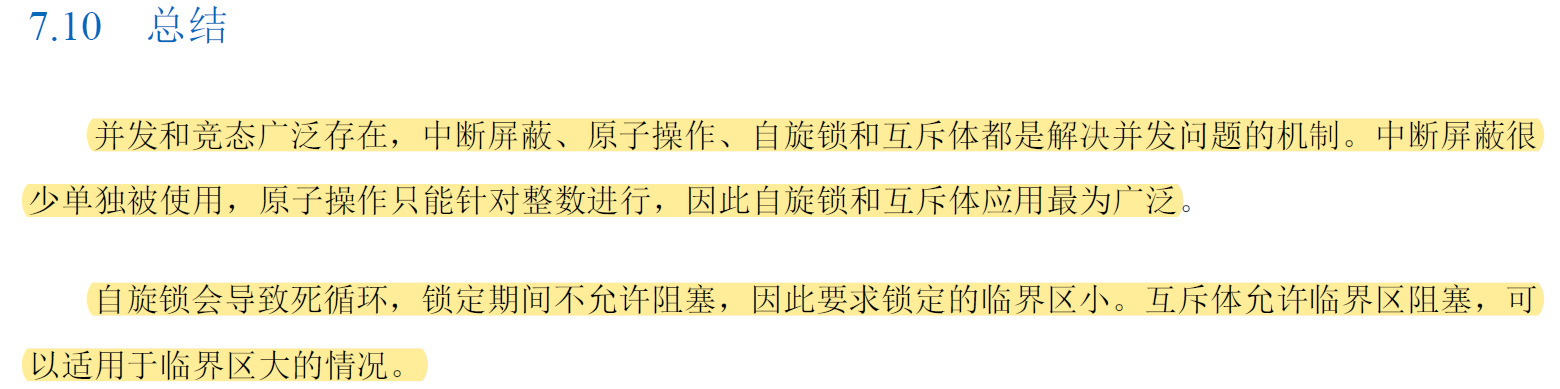 7.10 总结
并发和竞态广泛存在，中断屏蔽、原子操作、自旋锁和互斥体都是解决并发问题的机制。中断屏蔽很
少单独被使用，原子操作只能针对整数进行，因此自旋锁和互斥体应用最为广泛。
自旋锁会导致死循环，锁定期间不允许阻塞，因此要求锁定的临界区小。互斥体允许临界区阻塞，可
以适用于临界区大的情况。